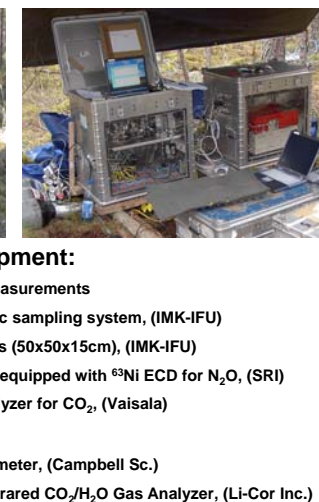 pment:
asurements
c sampling system, (IMK-IFU)
s (50x50x15cm), (IMK-IFU)
equipped with ⁶³Ni ECD for N₂O, (SRI)
yzer for CO₂, (Vaisala)
meter, (Campbell Sc.)
rared CO₂/H₂O Gas Analyzer, (Li-Cor Inc.)